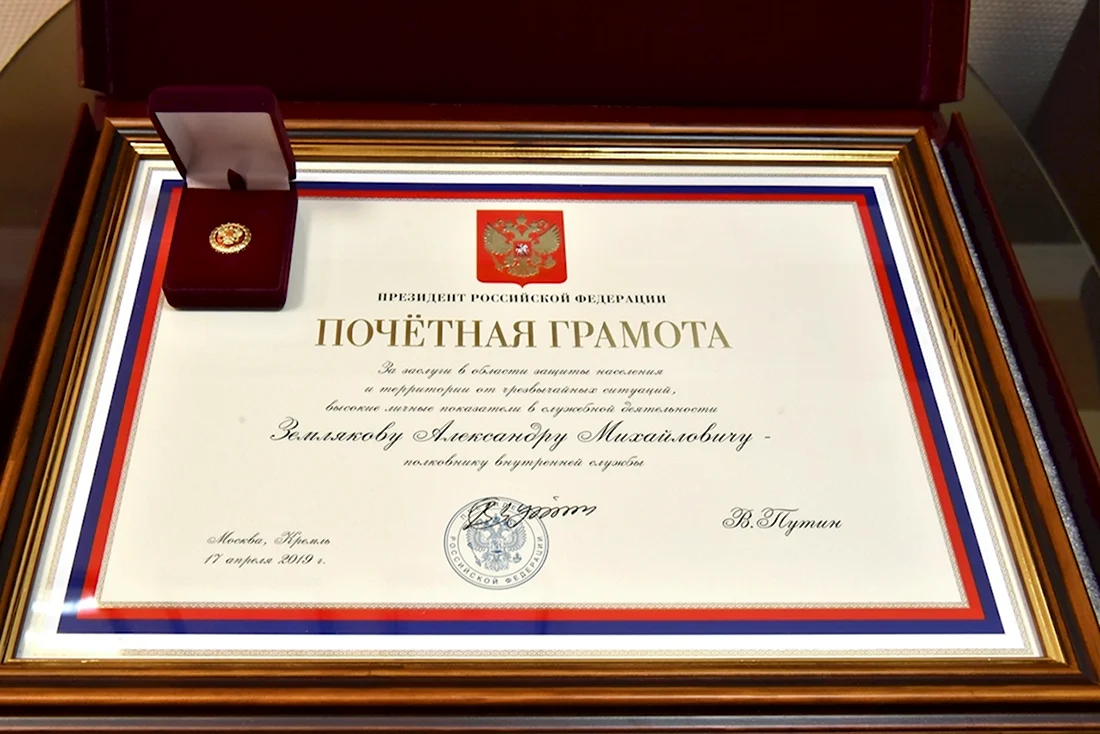 ПРЕЗИДЕНТ РОССИЙСКОЙ ФЕДЕРАЦИИ
ПОЧЁТНАЯ ГРАМОТА
За заслуги в области защиты населения
и территории от чрезвычайных ситуаций,
высокие личные показатели в служебной деятельности
Землякову Александру Михайловичу -
полковнику внутренней службы
В.Путин
Москва, Кремль
17 апреля 2019 г.
РОССИЙСКОЙ ФЕДЕРАЦИИ